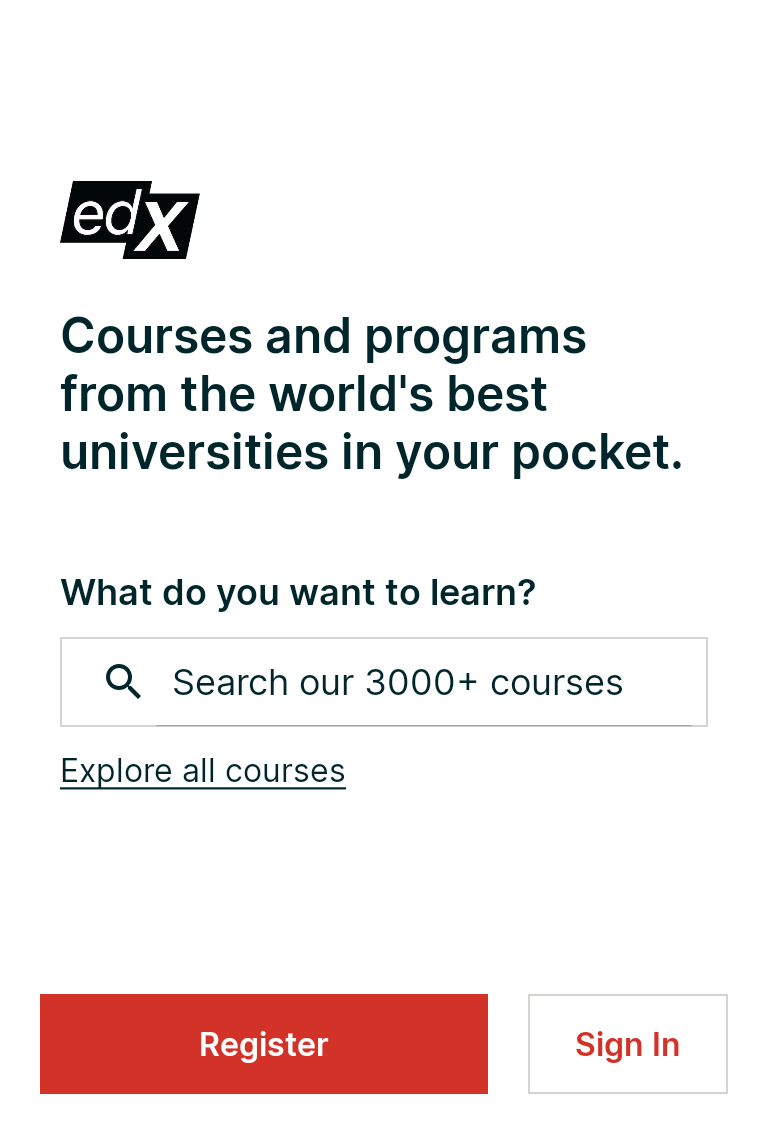 edX
Courses and programs
from the world's best
universities in your pocket.
What do you want to learn?
Search our 3000+ courses
Explore all courses
Register
Sign In